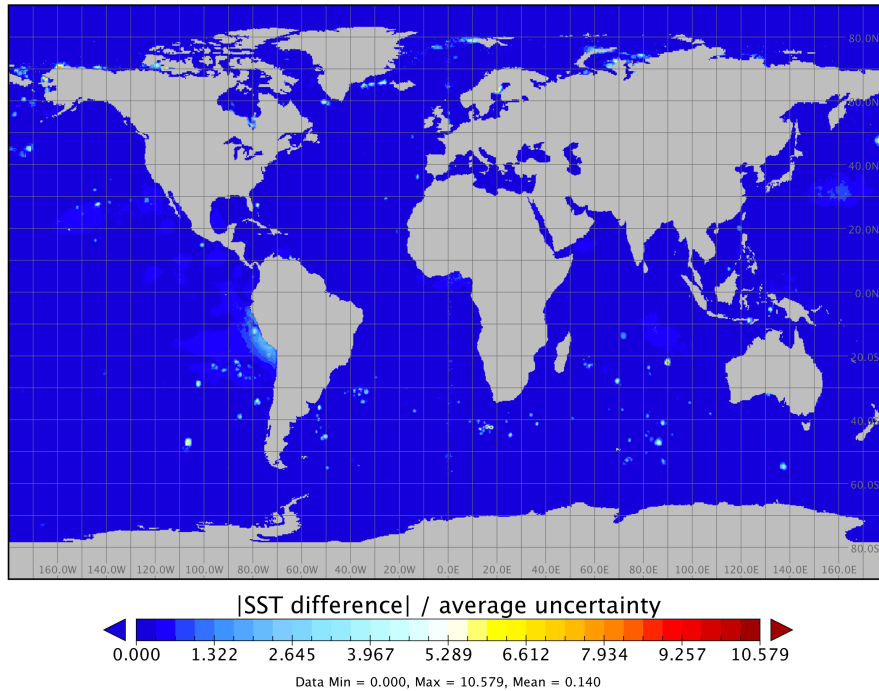 80.0N
60.0N
40.0N
20.0N
0.0N
20.0S
40.0S
60.0S
80.0S
160.0W 140.0W 120.0W 100.0W 80.0W 60.0W 40.0W 20.0W 0.0E 20.0E 40.0E 60.0E 80.0E 100.0E 120.0E 140.0E 160.0E
|SST difference| / average uncertainty
0.000 1.322 2.645 3.967 5.289 6.612 7.934 9.257 10.579
Data Min = 0.000, Max = 10.579, Mean = 0.140